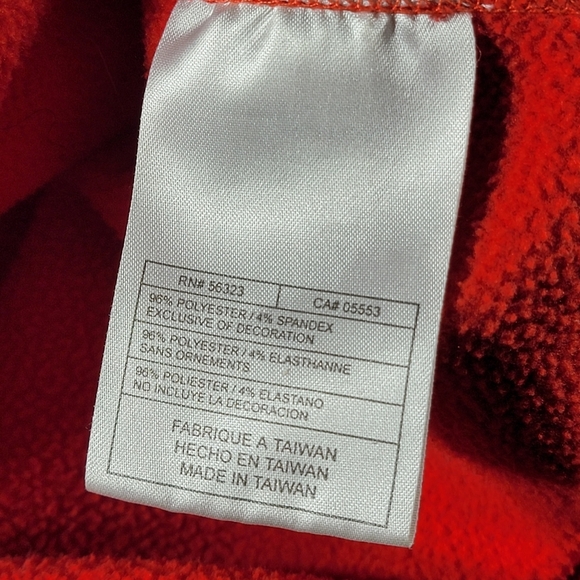 RN# 56323 CA# 05553
96% POLYESTER / 4% SPANDEX
EXCLUSIVE OF DECORATION
96% POLYESTER / 4% ELASTHANNE
SANS ORNEMENTS
96% POLIESTER / 4% ELASTANO
NO INCLUYE LA DECORACION
FABRIQUE A TAIWAN
HECHO EN TAIWAN
MADE IN TAIWAN